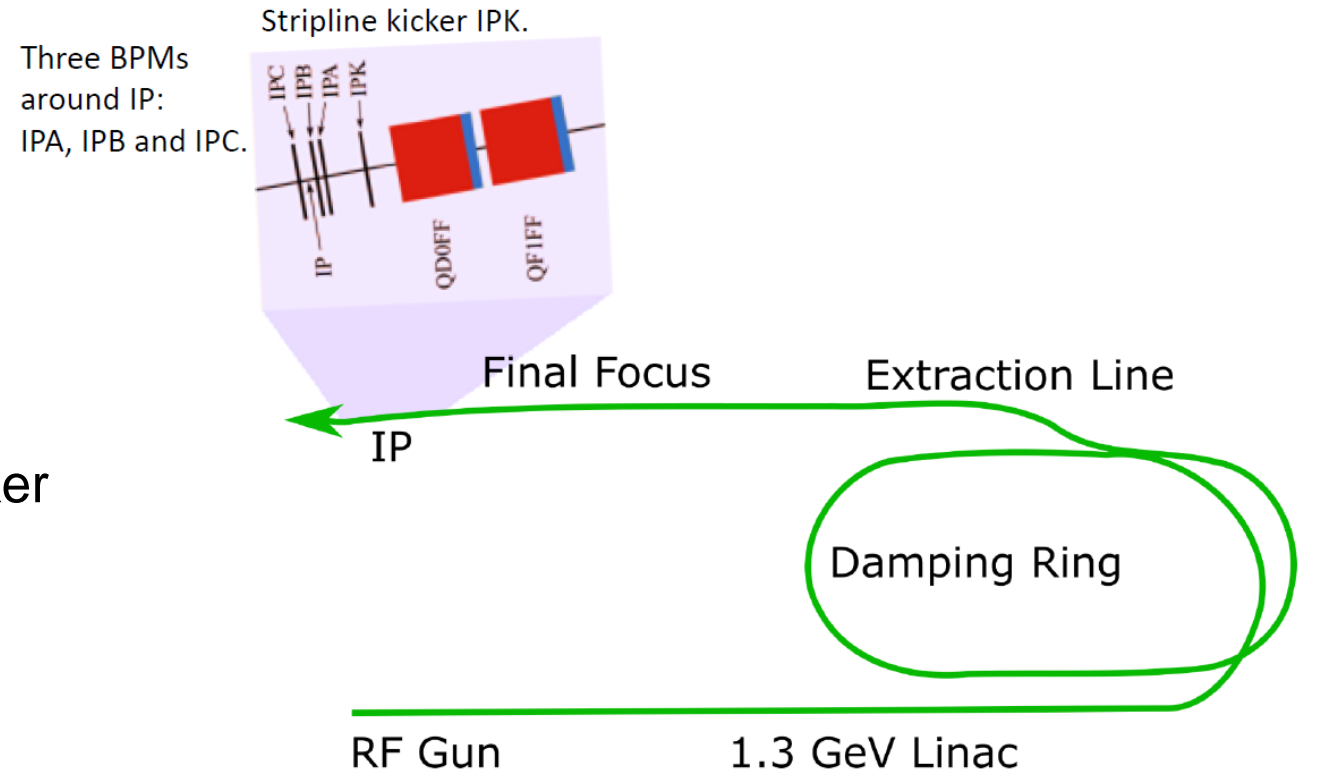 Stripline kicker IPK.
Three BPMs
around IP:
IPA, IPB and IPC.
IPC
IPB
IPA
IPK
IP
QD0FF
QF1FF
Final Focus
Extraction Line
IP
er
Damping Ring
RF Gun
1.3 GeV Linac